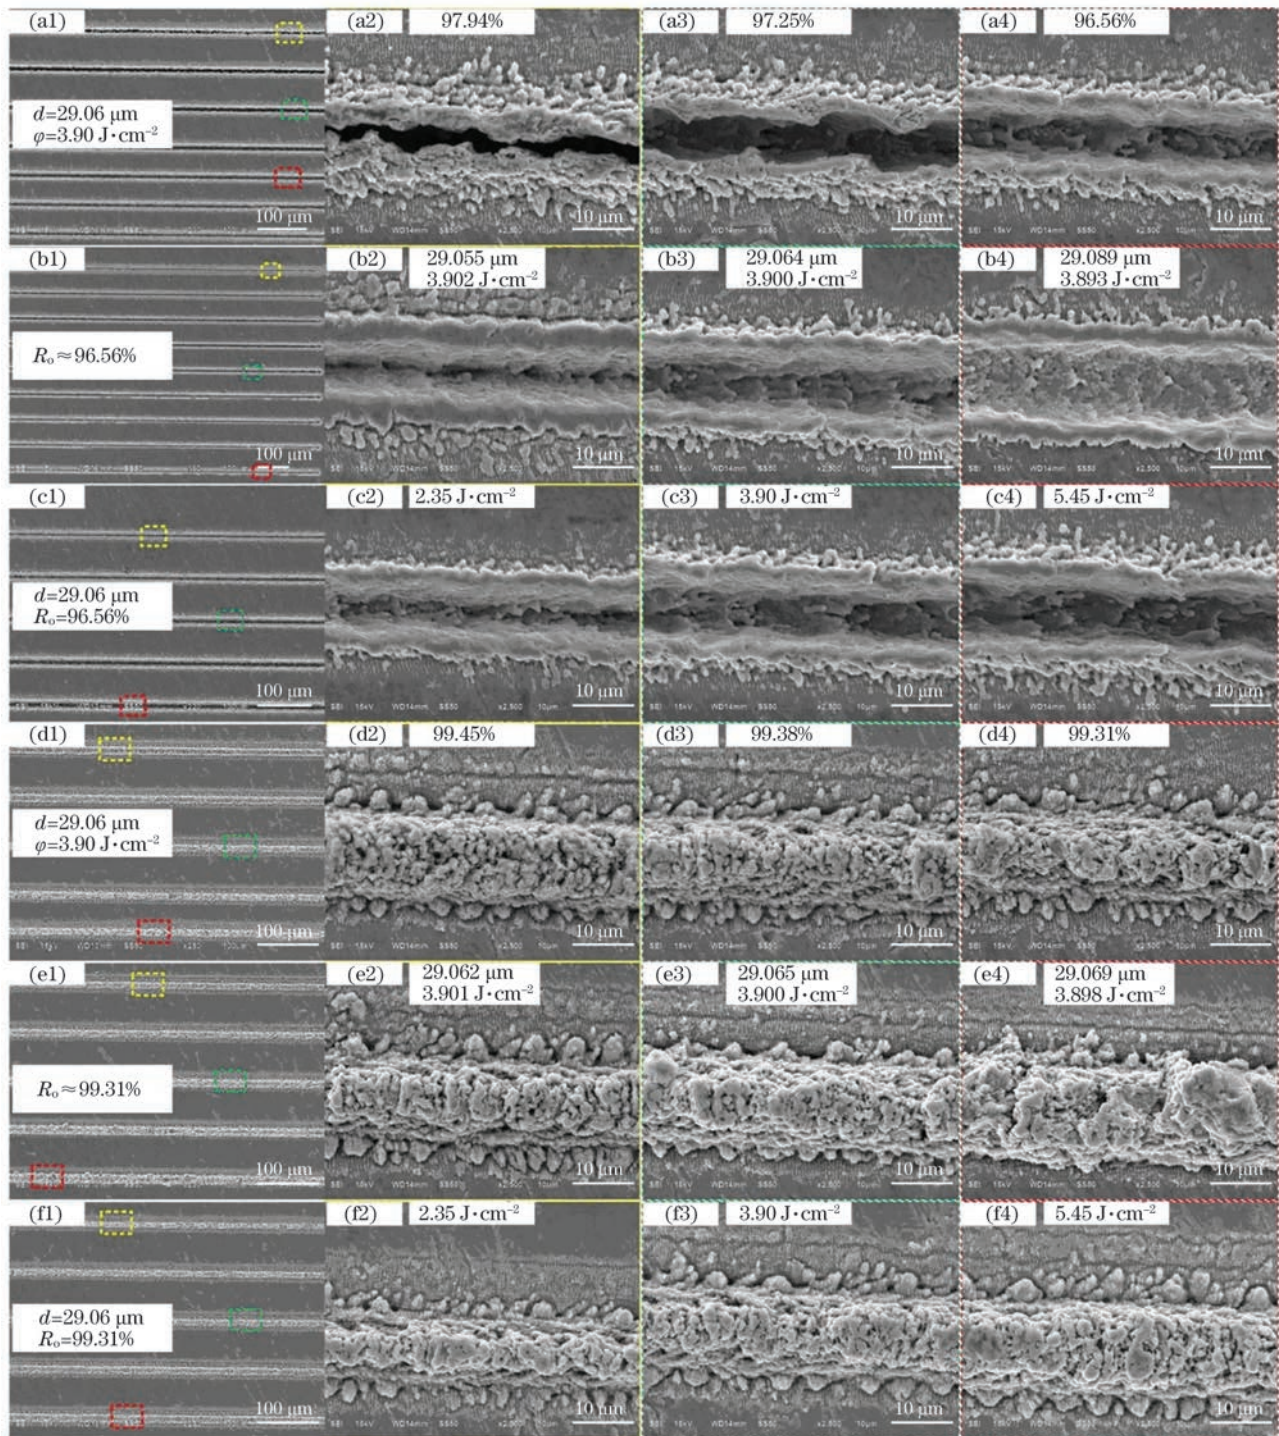 (a1)
d=29.06 μm
φ=3.90 J·cm⁻²
100 μm
(a2) 97.94%
10 μm
(a3) 97.25%
10 μm
(a4) 96.56%
10 μm
(b1)
Rₒ≈96.56%
100 μm
(b2) 29.055 μm
3.902 J·cm⁻²
10 μm
(b3) 29.064 μm
3.900 J·cm⁻²
10 μm
(b4) 29.089 μm
3.893 J·cm⁻²
10 μm
(c1)
d=29.06 μm
Rₒ=96.56%
100 μm
(c2) 2.35 J·cm⁻²
10 μm
(c3) 3.90 J·cm⁻²
10 μm
(c4) 5.45 J·cm⁻²
10 μm
(d1)
d=29.06 μm
φ=3.90 J·cm⁻²
100 μm
(d2) 99.45%
10 μm
(d3) 99.38%
10 μm
(d4) 99.31%
10 μm
(e1)
Rₒ≈99.31%
100 μm
(e2) 29.062 μm
3.901 J·cm⁻²
10 μm
(e3) 29.065 μm
3.900 J·cm⁻²
10 μm
(e4) 29.069 μm
3.898 J·cm⁻²
10 μm
(f1)
d=29.06 μm
Rₒ=99.31%
100 μm
(f2) 2.35 J·cm⁻²
10 μm
(f3) 3.90 J·cm⁻²
10 μm
(f4) 5.45 J·cm⁻²
10 μm